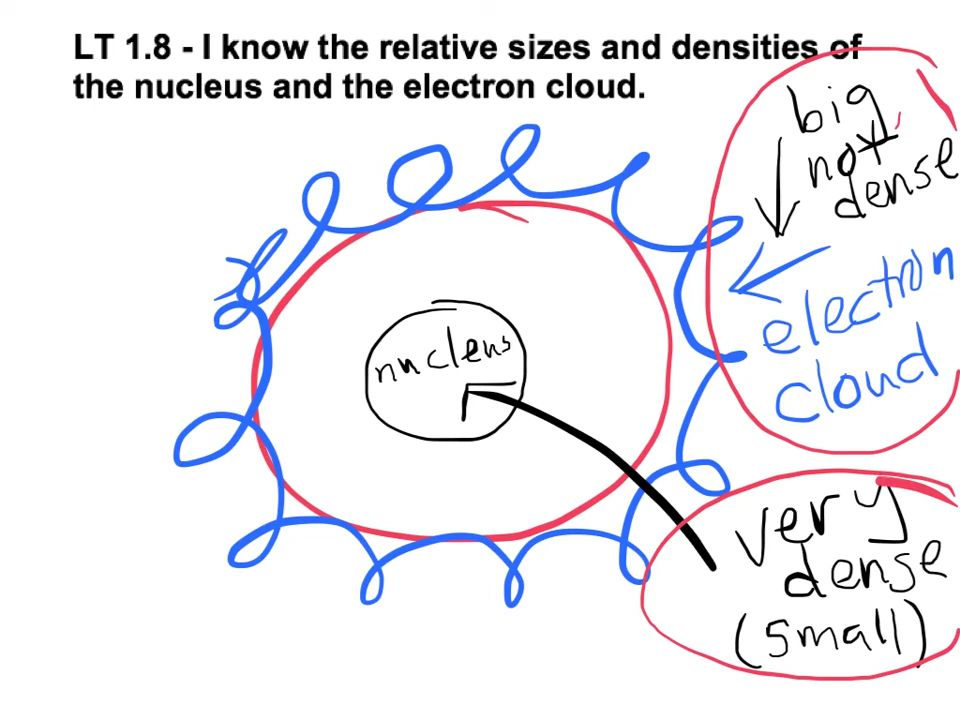 LT 1.8 - I know the relative sizes and densities of
the nucleus and the electron cloud.
big
not
dense
electron
cloud
nucleus
very
dense
(small)